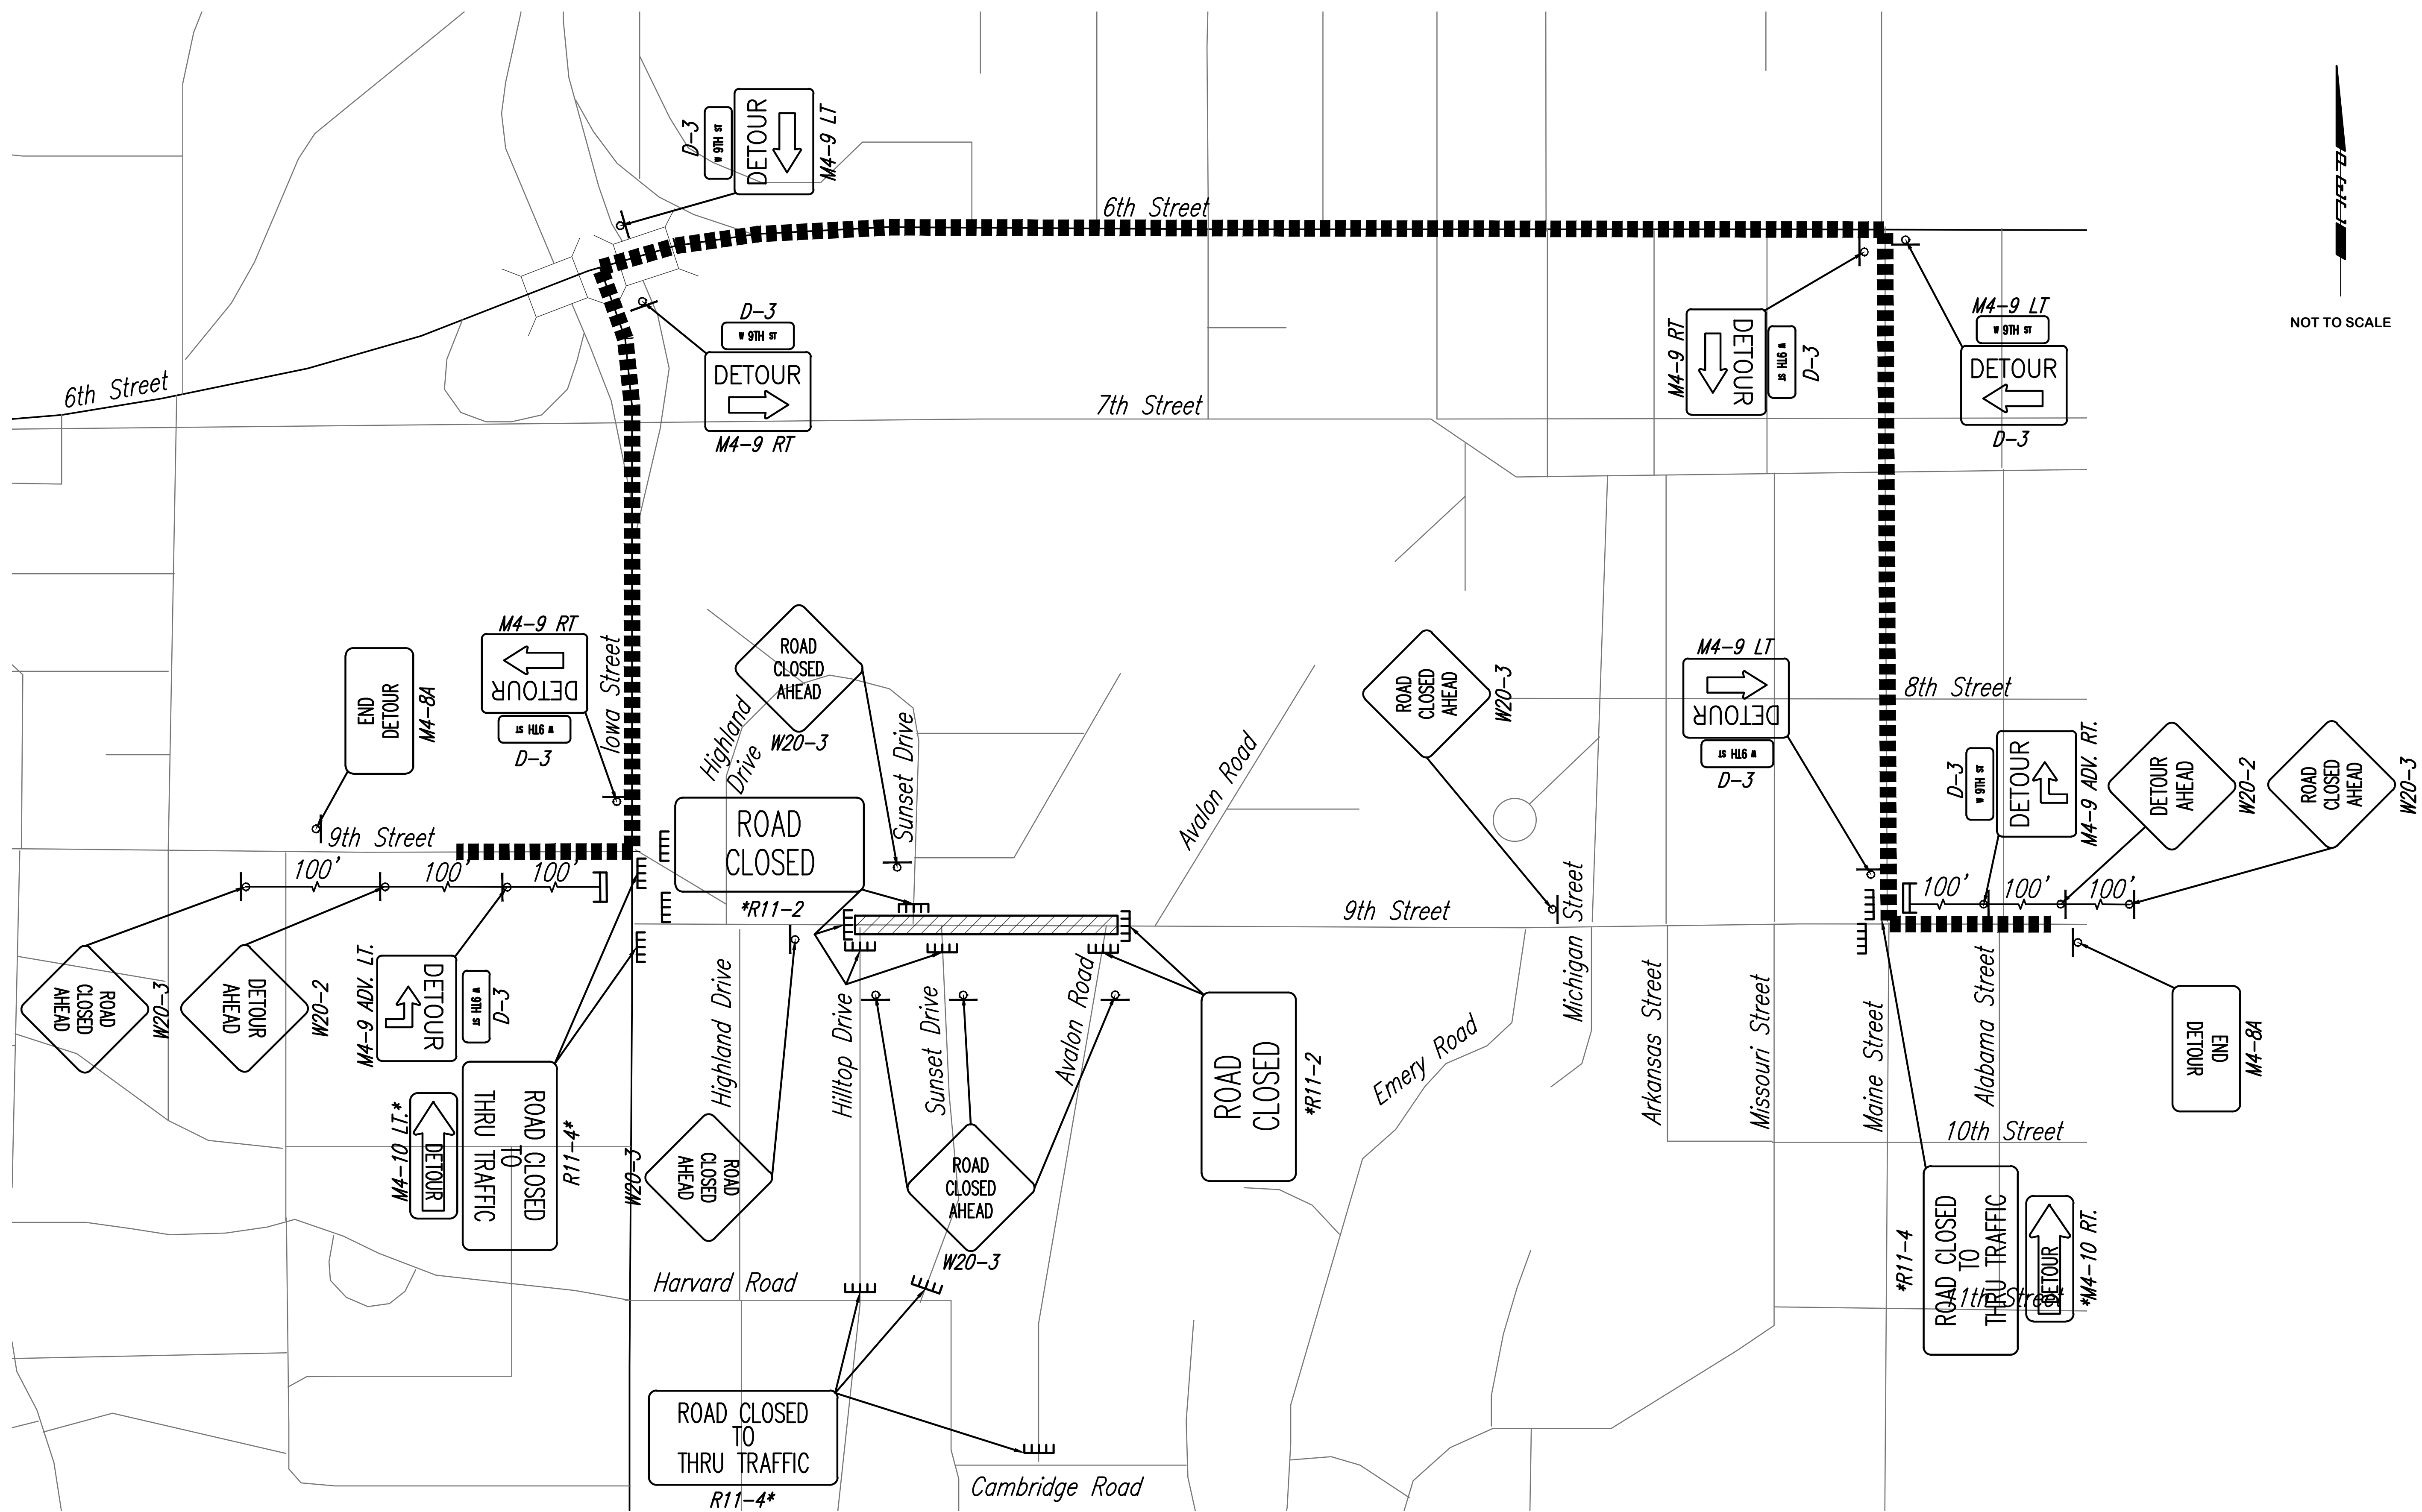 D-3
W 9TH ST
DETOUR
M4-9 LT
6th Street
NOT TO SCALE
D-3
W 9TH ST
DETOUR
M4-9 RT
M4-9 RT
DETOUR
W 9TH ST
D-3
M4-9 LT
W 9TH ST
DETOUR
D-3
6th Street
7th Street
END
DETOUR
M4-8A
M4-9 RT
DETOUR
W 9TH ST
D-3
Iowa Street
ROAD
CLOSED
AHEAD
W20-3
Highland
Drive
Sunset Drive
Avalon Road
ROAD
CLOSED
AHEAD
W20-3
M4-9 LT
DETOUR
W 9TH ST
D-3
8th Street
D-3
W 9TH ST
DETOUR
M4-9 ADV. RT.
DETOUR
AHEAD
W20-2
ROAD
CLOSED
AHEAD
W20-3
9th Street
100'
100'
100'
ROAD
CLOSED
*R11-2
9th Street
Michigan Street
100'
100'
100'
ROAD
CLOSED
AHEAD
W20-3
DETOUR
AHEAD
W20-2
M4-9 ADV. LT.
DETOUR
W 9TH ST
D-3
Highland Drive
Hilltop Drive
Sunset Drive
Avalon Road
ROAD
CLOSED
*R11-2
Emery Road
Arkansas Street
Missouri Street
Maine Street
Alabama Street
END
DETOUR
M4-8A
10th Street
M4-10 LT.*
DETOUR
ROAD CLOSED
TO
THRU TRAFFIC
R11-4*
W20-3
ROAD
CLOSED
AHEAD
ROAD
CLOSED
AHEAD
W20-3
*R11-4
ROAD CLOSED
TO
THRU TRAFFIC
DETOUR
*M4-10 RT.
11th Street
Harvard Road
ROAD CLOSED
TO
THRU TRAFFIC
R11-4*
Cambridge Road